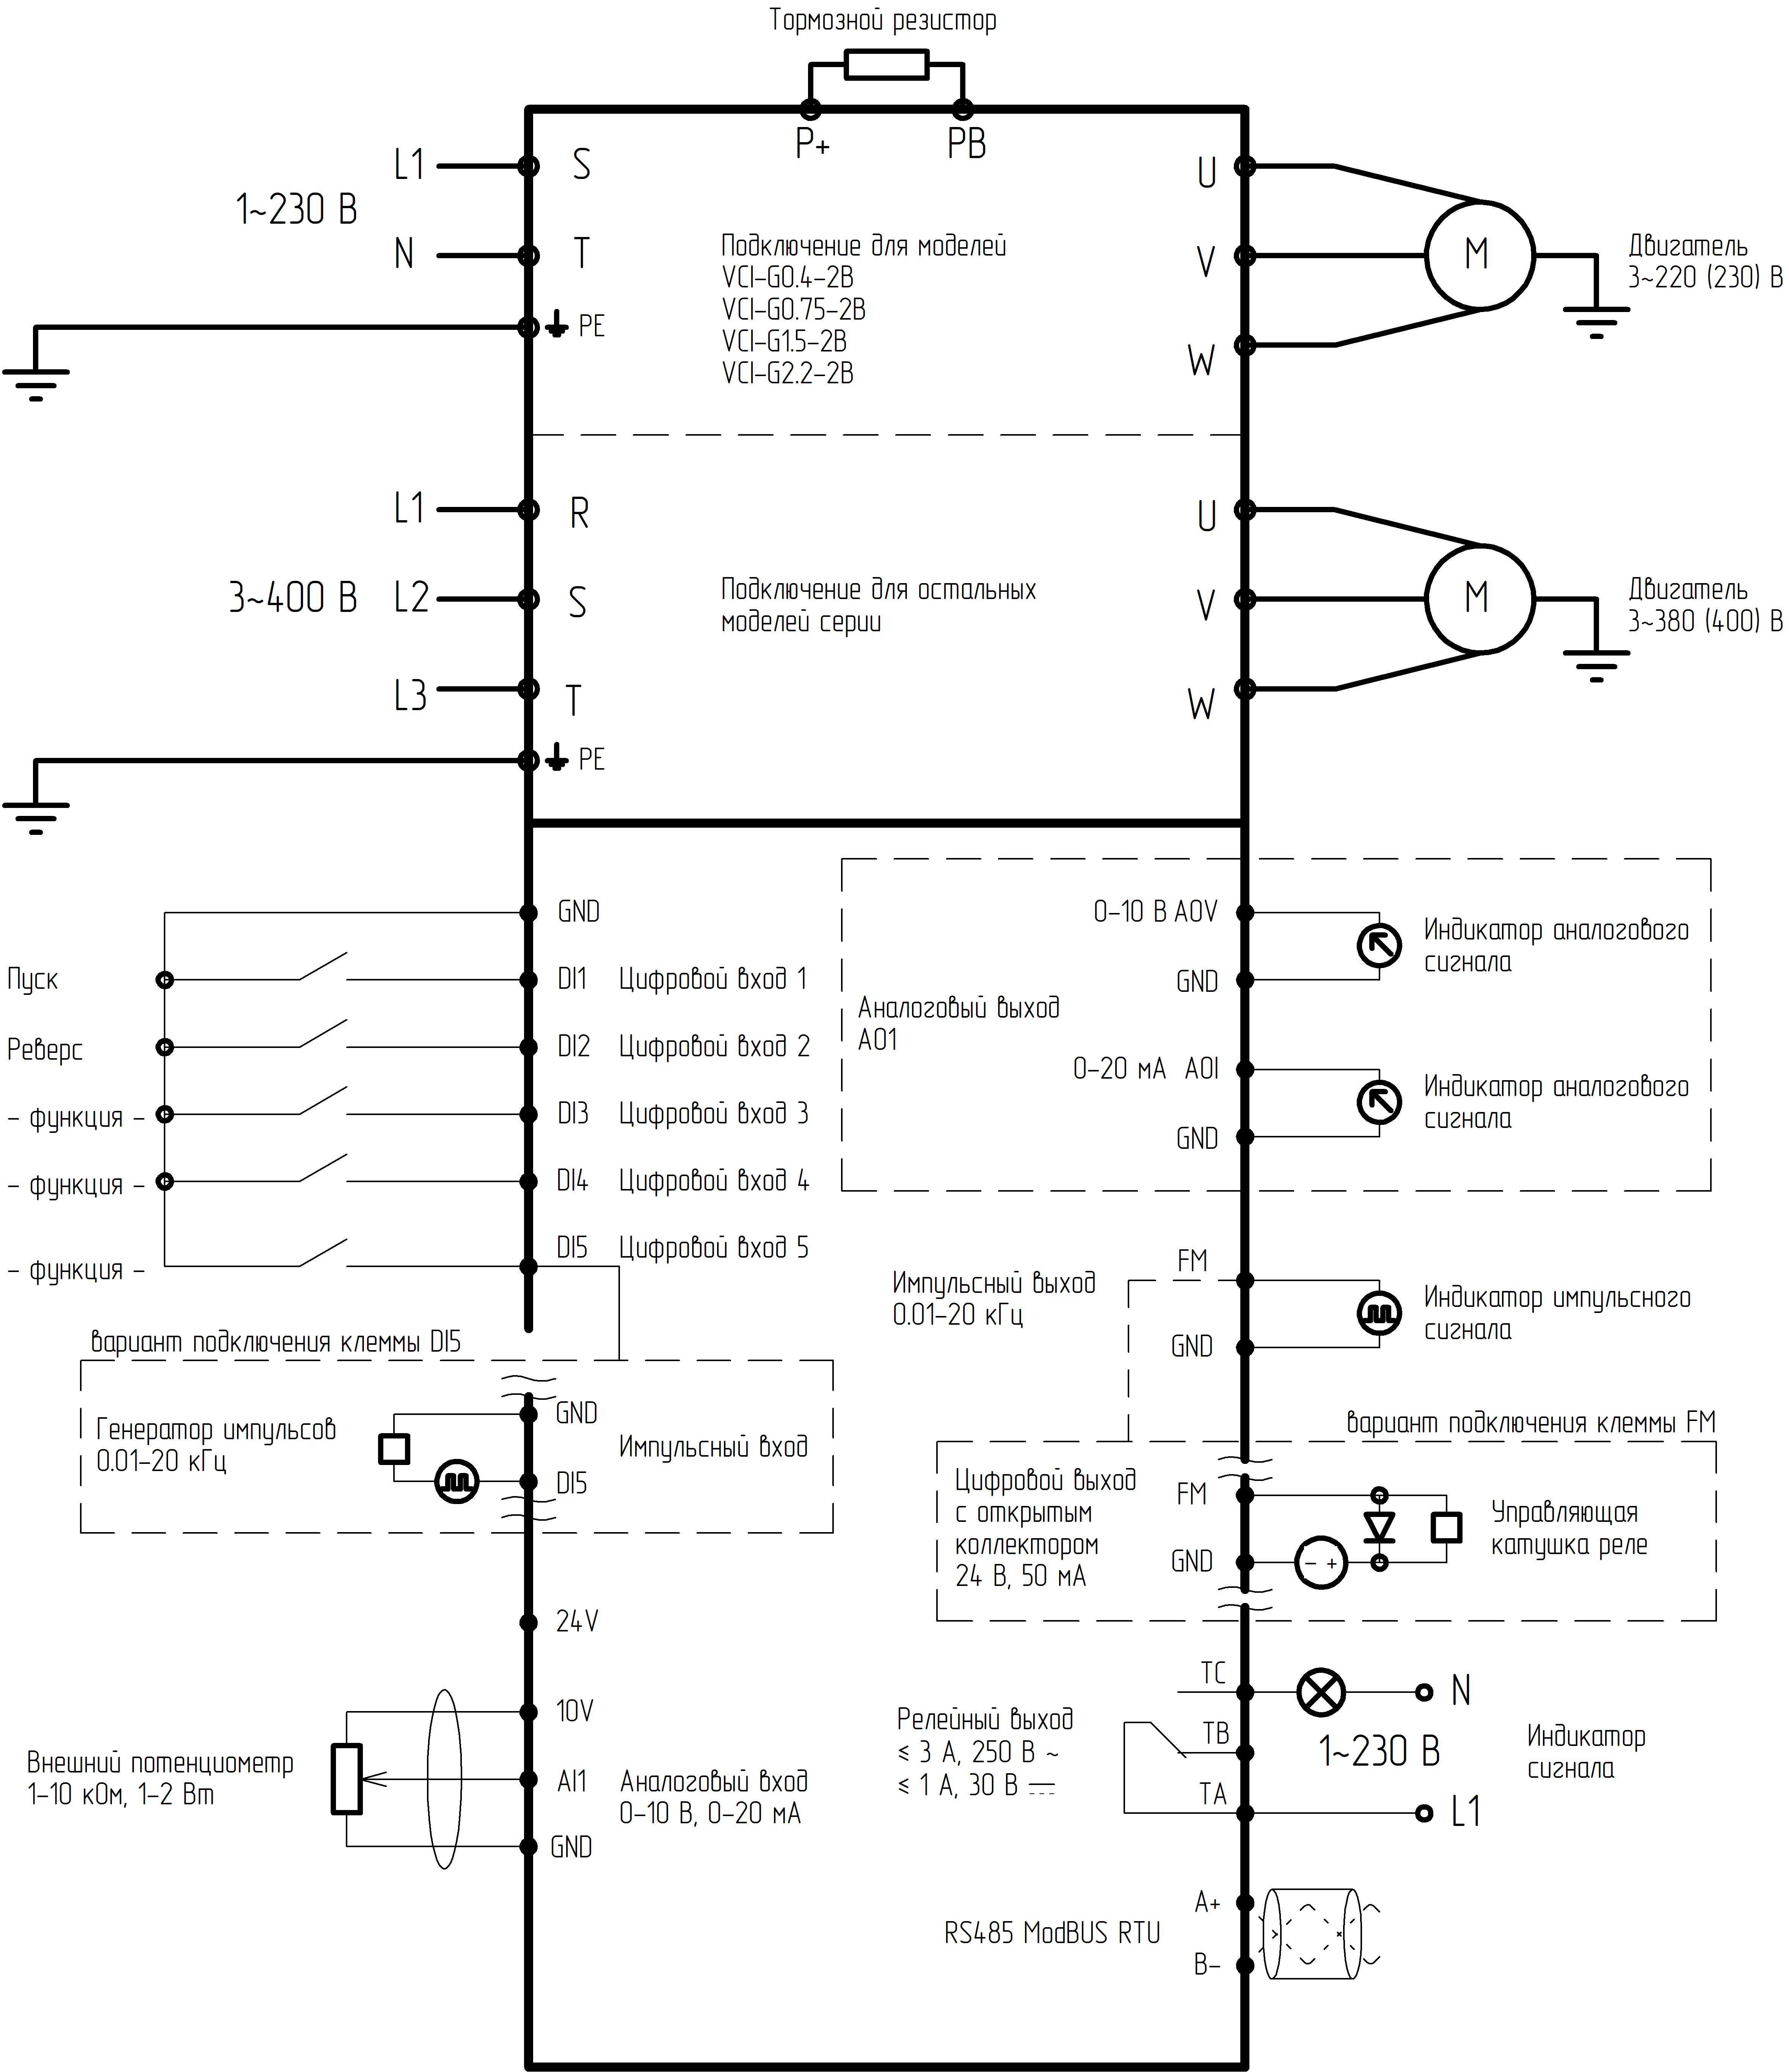 Тормозной резистор
P+
PB
L1
S
U
1~230 В
N
T
V
Подключение для моделей
VCI-G0.4-2B
VCI-G0.75-2B
VCI-G1.5-2B
VCI-G2.2-2B
M
Двигатель
3~220 (230) В
PE
W
L1
R
U
3~400 В
L2
S
V
Подключение для остальных
моделей серии
M
Двигатель
3~380 (400) В
L3
T
W
PE
GND
Пуск
DI1
Цифровой вход 1
Реверс
DI2
Цифровой вход 2
- функция -
DI3
Цифровой вход 3
- функция -
DI4
Цифровой вход 4
- функция -
DI5
Цифровой вход 5
0-10 В AOV
Индикатор аналогового
сигнала
GND
Аналоговый выход
AO1
0-20 мА AOI
Индикатор аналогового
сигнала
GND
FM
Импульсный выход
0.01-20 кГц
Индикатор импульсного
сигнала
GND
вариант подключения клеммы DI5
Генератор импульсов
0.01-20 кГц
GND
Импульсный вход
DI5
вариант подключения клеммы FM
Цифровой выход
с открытым
коллектором
24 В, 50 мА
FM
GND
- +
Управляющая
катушка реле
24V
10V
Внешний потенциометр
1-10 кОм, 1-2 Вт
AI1
Аналоговый вход
0-10 В, 0-20 мА
GND
TC
N
Релейный выход
≤ 3 А, 250 В ~
≤ 1 А, 30 В ⎓
TB
1~230 В
Индикатор
сигнала
TA
L1
A+
RS485 ModBUS RTU
B-